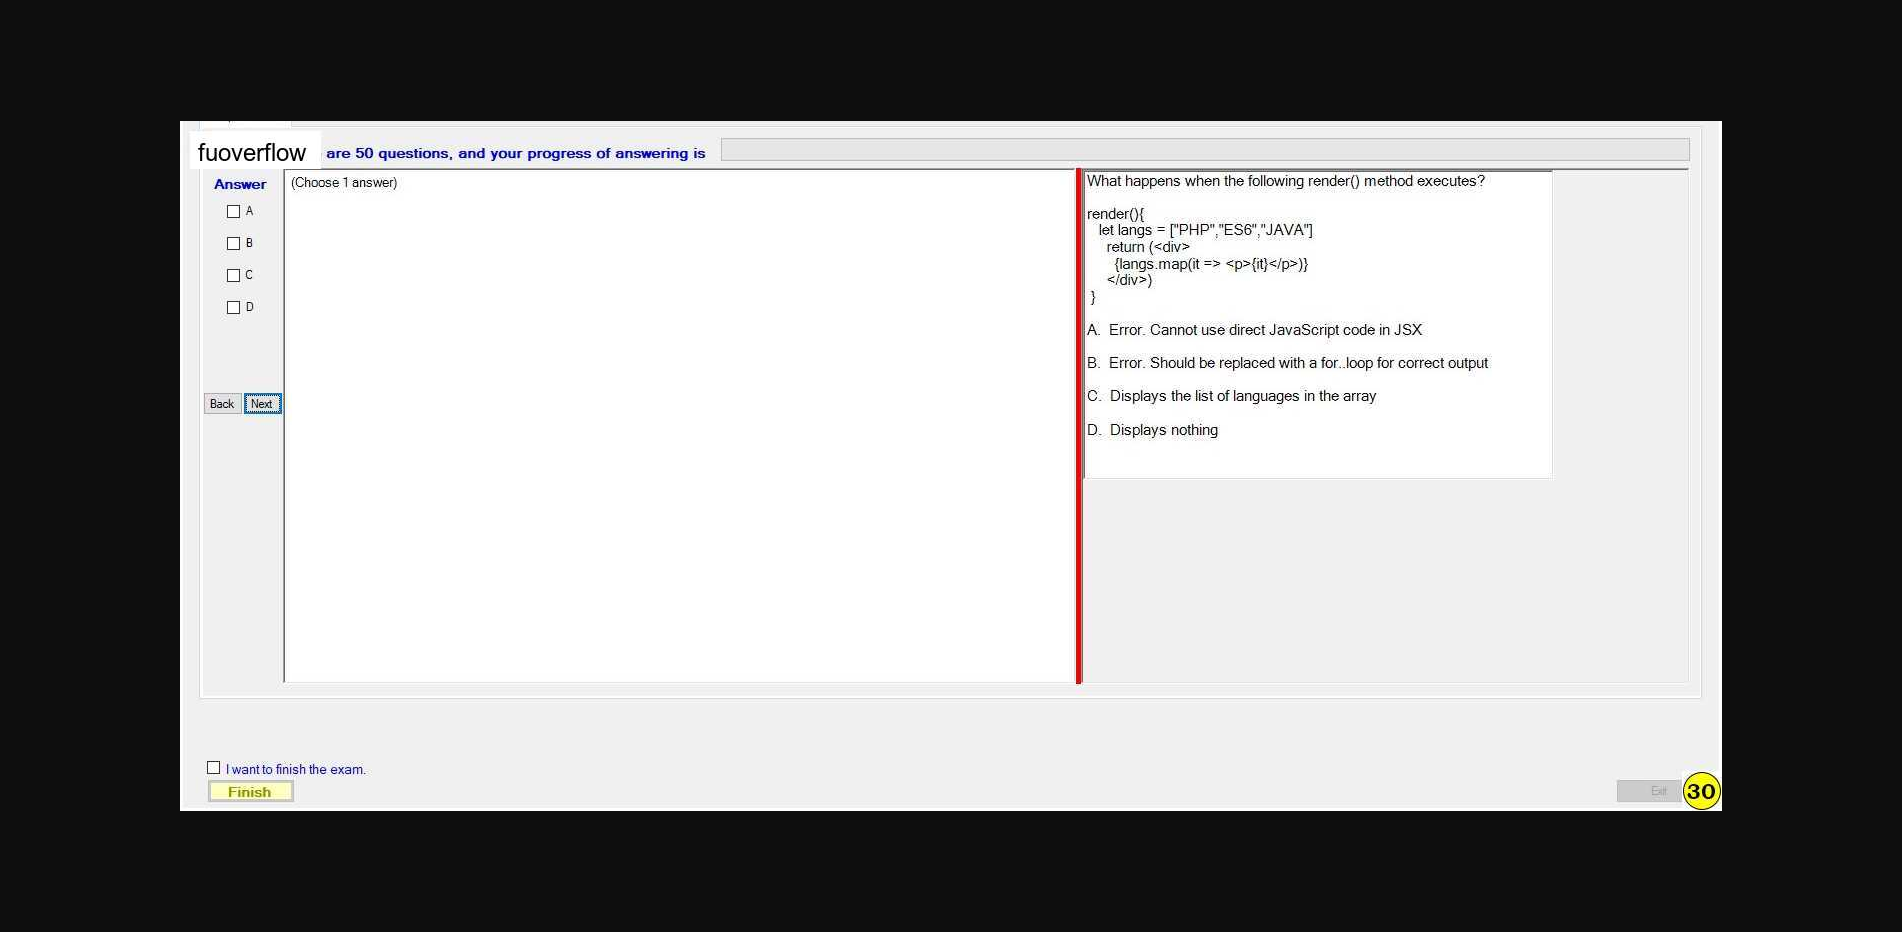 fuoverflow are 50 questions, and your progress of answering is
Answer
A
B
C
D
Back Next
(Choose 1 answer)
What happens when the following render() method executes?
render(){
let langs = ["PHP","ES6","JAVA"]
return (<div>
{langs.map(it => <p>{it}</p>)}
</div>)
}
A. Error. Cannot use direct JavaScript code in JSX
B. Error. Should be replaced with a for..loop for correct output
C. Displays the list of languages in the array
D. Displays nothing
I want to finish the exam.
Finish
Exit
30